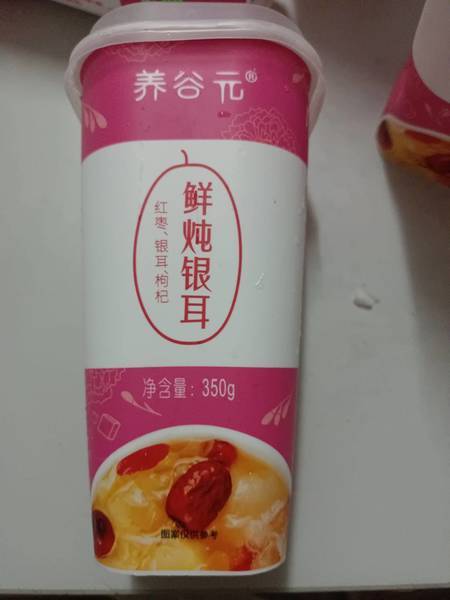 养谷元®
鲜炖银耳
红枣、银耳、枸杞
净含量: 350g
图案仅供参考